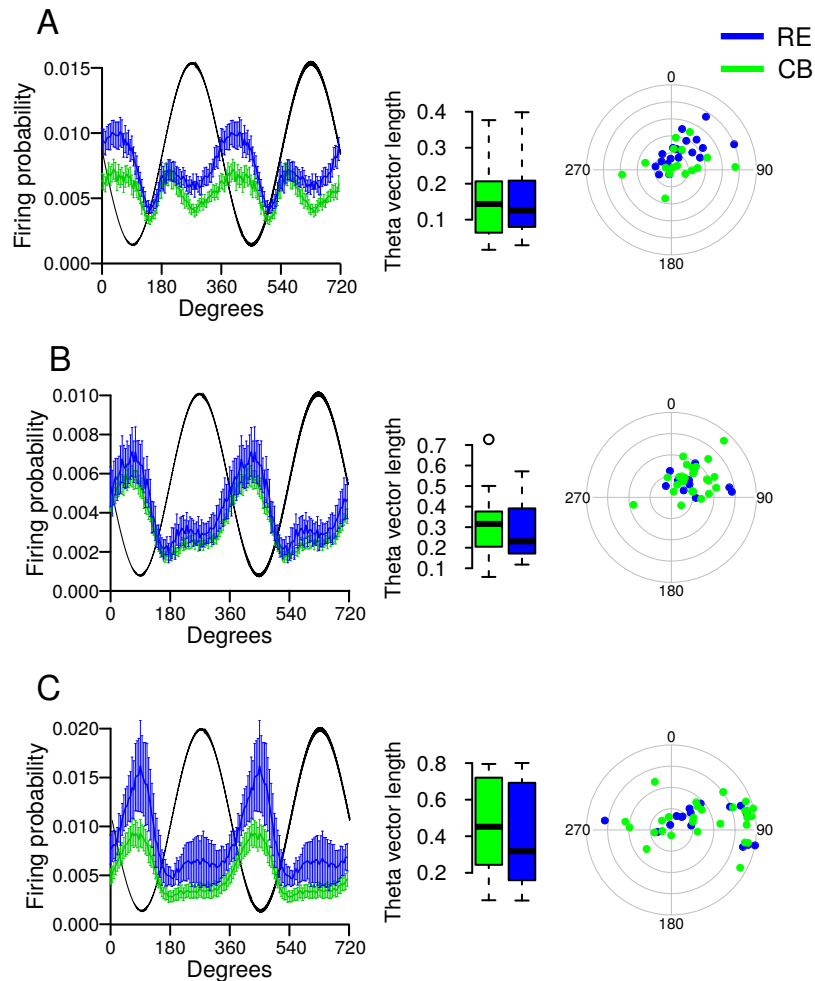 A
RE
CB
Firing probability
0.015
0.010
0.005
0.000
0 180 360 540 720
Degrees
Theta vector length
0.4
0.3
0.2
0.1
0
270 90
180
B
Firing probability
0.010
0.008
0.006
0.004
0.002
0.000
0 180 360 540 720
Degrees
Theta vector length
0.7
0.6
0.5
0.4
0.3
0.2
0.1
0
270 90
180
C
Firing probability
0.020
0.015
0.010
0.005
0.000
0 180 360 540 720
Degrees
Theta vector length
0.8
0.6
0.4
0.2
0
270 90
180